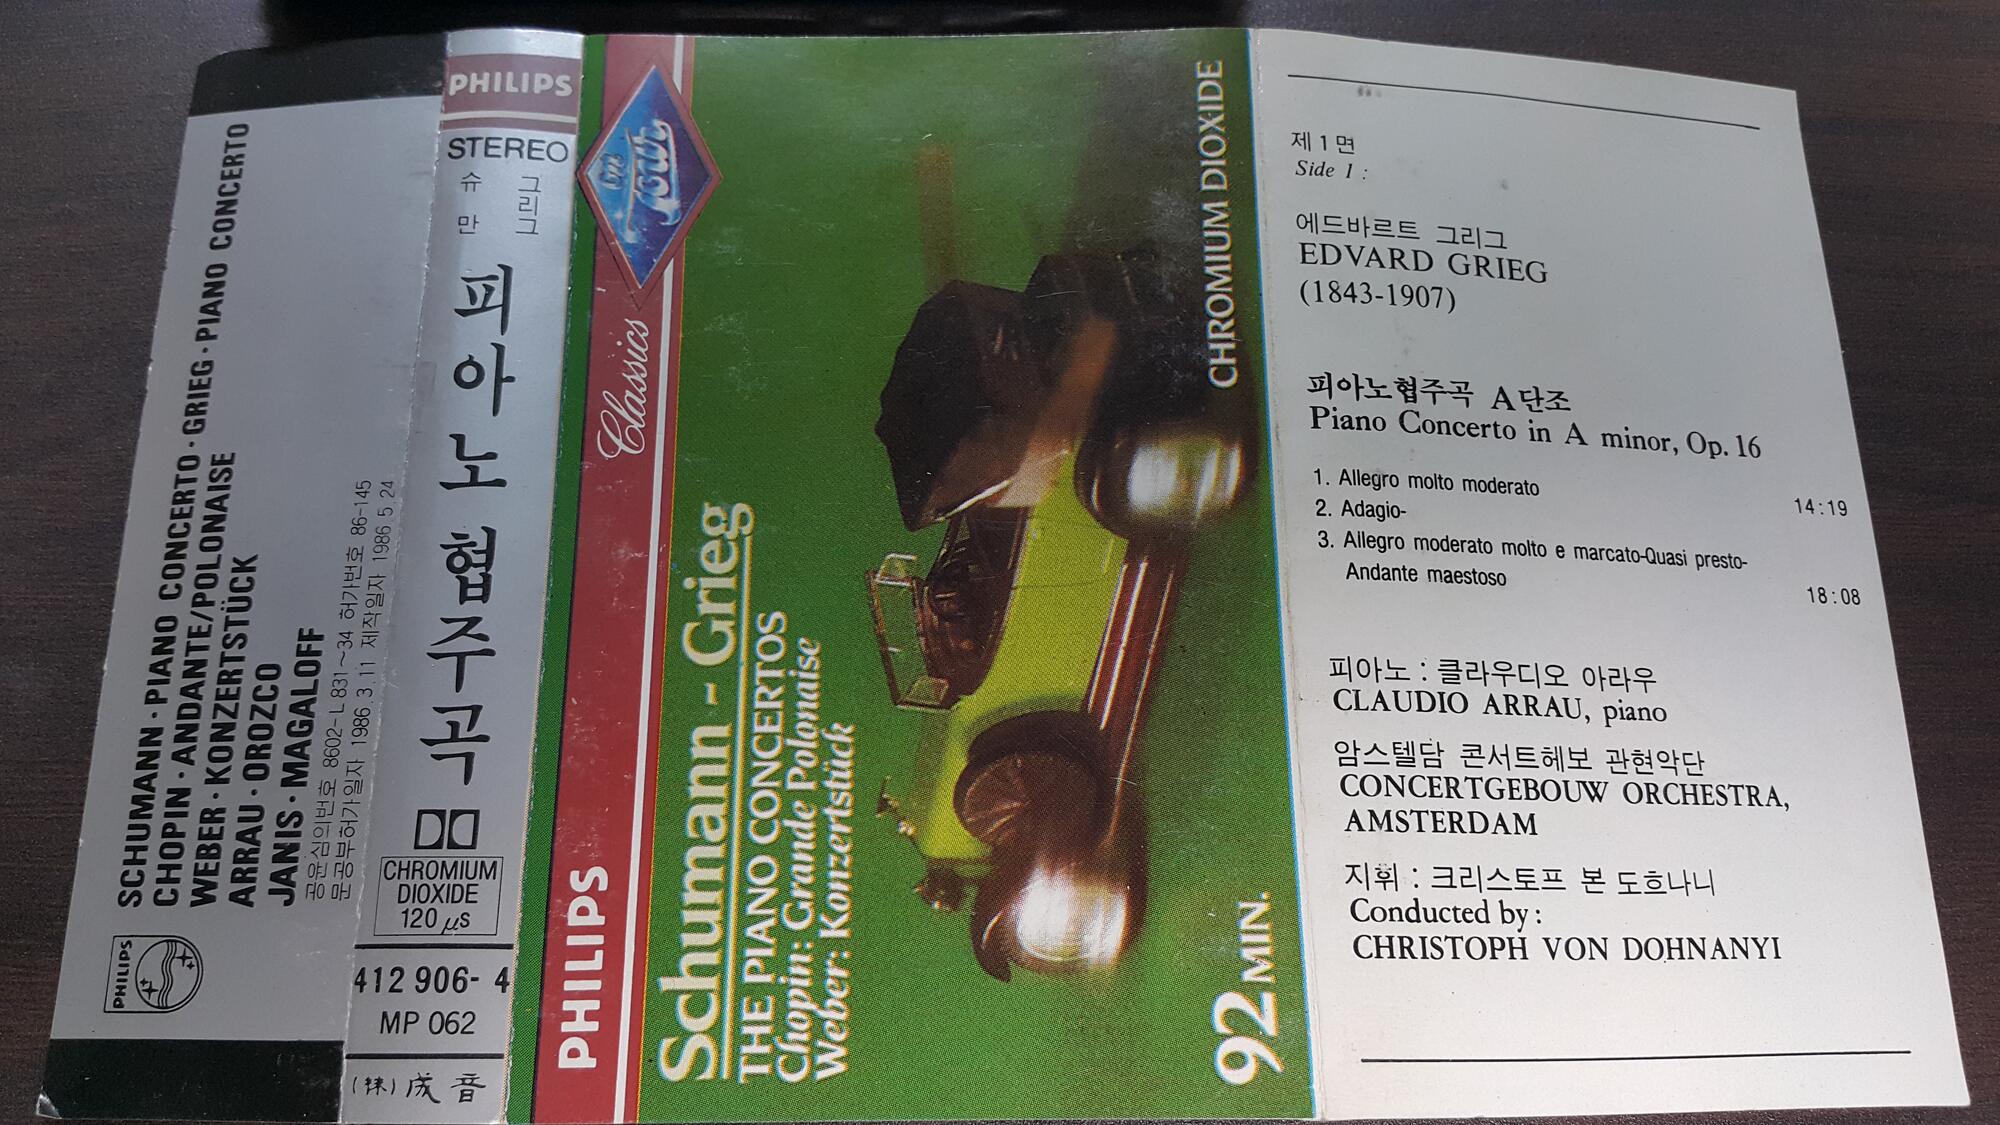 PHILIPS
SCHUMANN·PIANO CONCERTO·GRIEG·PIANO CONCERTO
CHOPIN·ANDANTE/POLONAISE
WEBER·KONZERTSTÜCK
ARRAU·OROZCO
JANIS·MAGALOFF
공윤심의번호 8602-L831~34 허가번호 86-145
문공부허가일자 1986.3.11 제작일자 1986.5.24
PHILIPS
STEREO
슈만
그리그
피아노협주곡
CHROMIUM
DIOXIDE
120 μs
412 906-4
MP 062
(株)成音
PHILIPS
Classics
On
Tour
Schumann - Grieg
THE PIANO CONCERTOS
Chopin: Grande Polonaise
Weber: Konzertstück
92 MIN.
CHROMIUM DIOXIDE
제1면
Side 1 :
에드바르트 그리그
EDVARD GRIEG
(1843-1907)
피아노협주곡 A단조
Piano Concerto in A minor, Op. 16
1. Allegro molto moderato
14:19
2. Adagio-
3. Allegro moderato molto e marcato-Quasi presto-
Andante maestoso
18:08
피아노 : 클라우디오 아라우
CLAUDIO ARRAU, piano
암스텔담 콘서트헤보 관현악단
CONCERTGEBOUW ORCHESTRA,
AMSTERDAM
지휘 : 크리스토프 본 도흐나니
Conducted by :
CHRISTOPH VON DOHNANYI